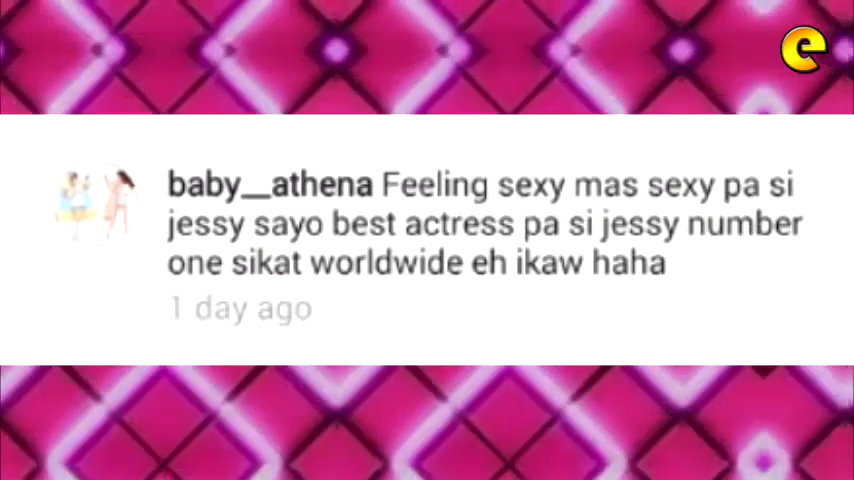 e
baby__athena Feeling sexy mas sexy pa si
jessy sayo best actress pa si jessy number
one sikat worldwide eh ikaw haha
1 day ago